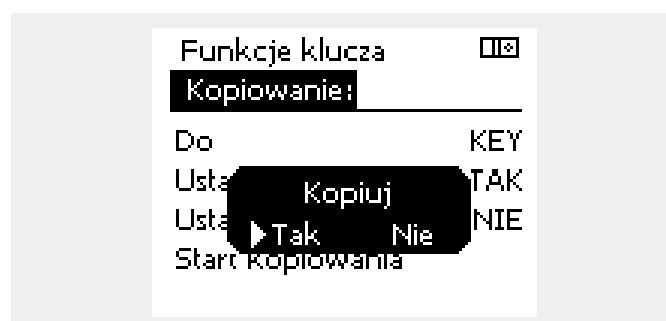 Funkcje klucza
Kopiowanie:
Do KEY
TAK
Kopiuj
NIE
Tak Nie
Start Kopiowania